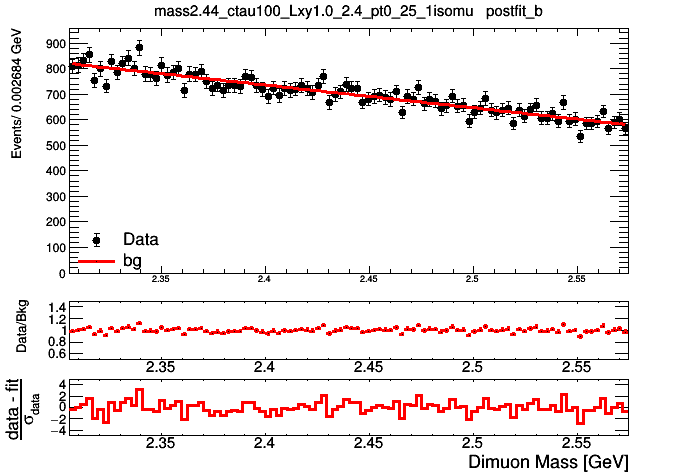 mass2.44_ctau100_Lxy1.0_2.4_pt0_25_1isomu postfit_b
Events/ 0.002684 GeV
900
800
700
600
500
400
300
200
100
0
Data
bg
2.35 2.4 2.45 2.5 2.55
Data/Bkg
1.4
1.2
1
0.8
0.6
2.35 2.4 2.45 2.5 2.55
data - fit
σdata
4
2
0
−2
−4
2.35 2.4 2.45 2.5 2.55
Dimuon Mass [GeV]